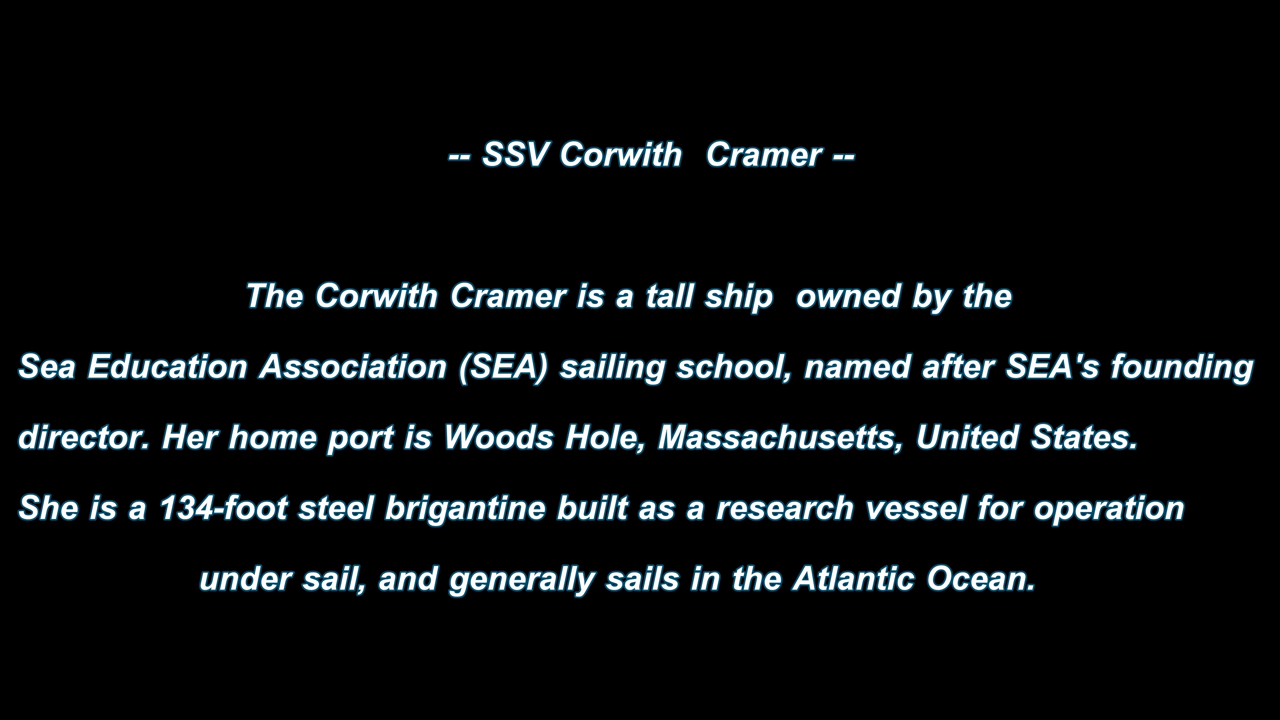 -- SSV Corwith  Cramer --
The Corwith Cramer is a tall ship  owned by the
Sea Education Association (SEA) sailing school, named after SEA's founding
director. Her home port is Woods Hole, Massachusetts, United States.
She is a 134-foot steel brigantine built as a research vessel for operation
under sail, and generally sails in the Atlantic Ocean.